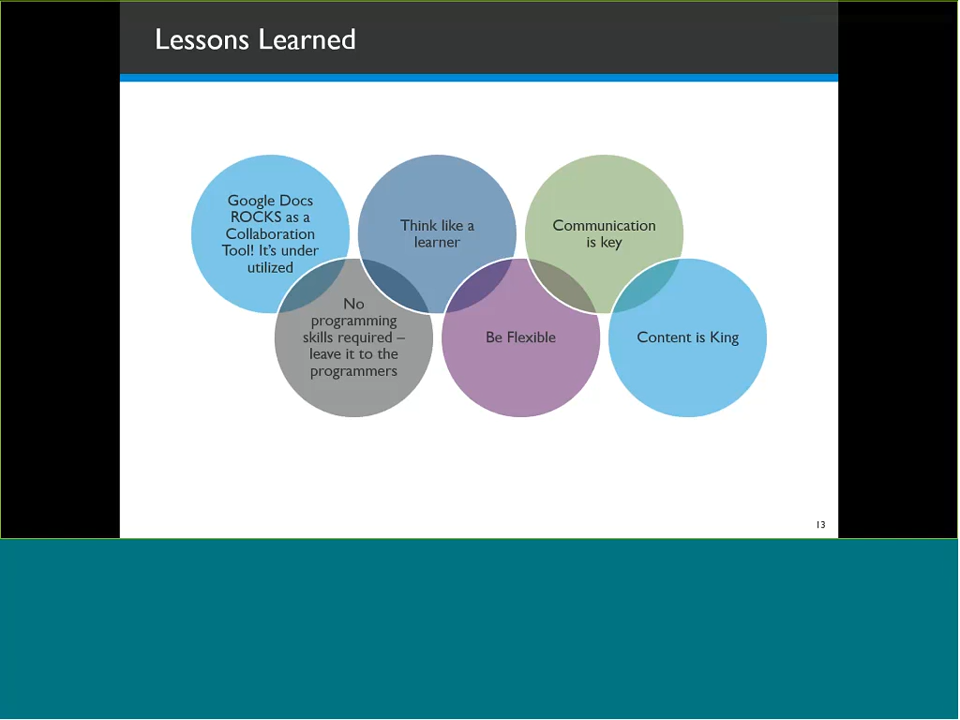 Lessons Learned
Google Docs
ROCKS as a
Collaboration
Tool! It's under
utilized
No
programming
skills required –
leave it to the
programmers
Think like a
learner
Be Flexible
Communication
is key
Content is King
13